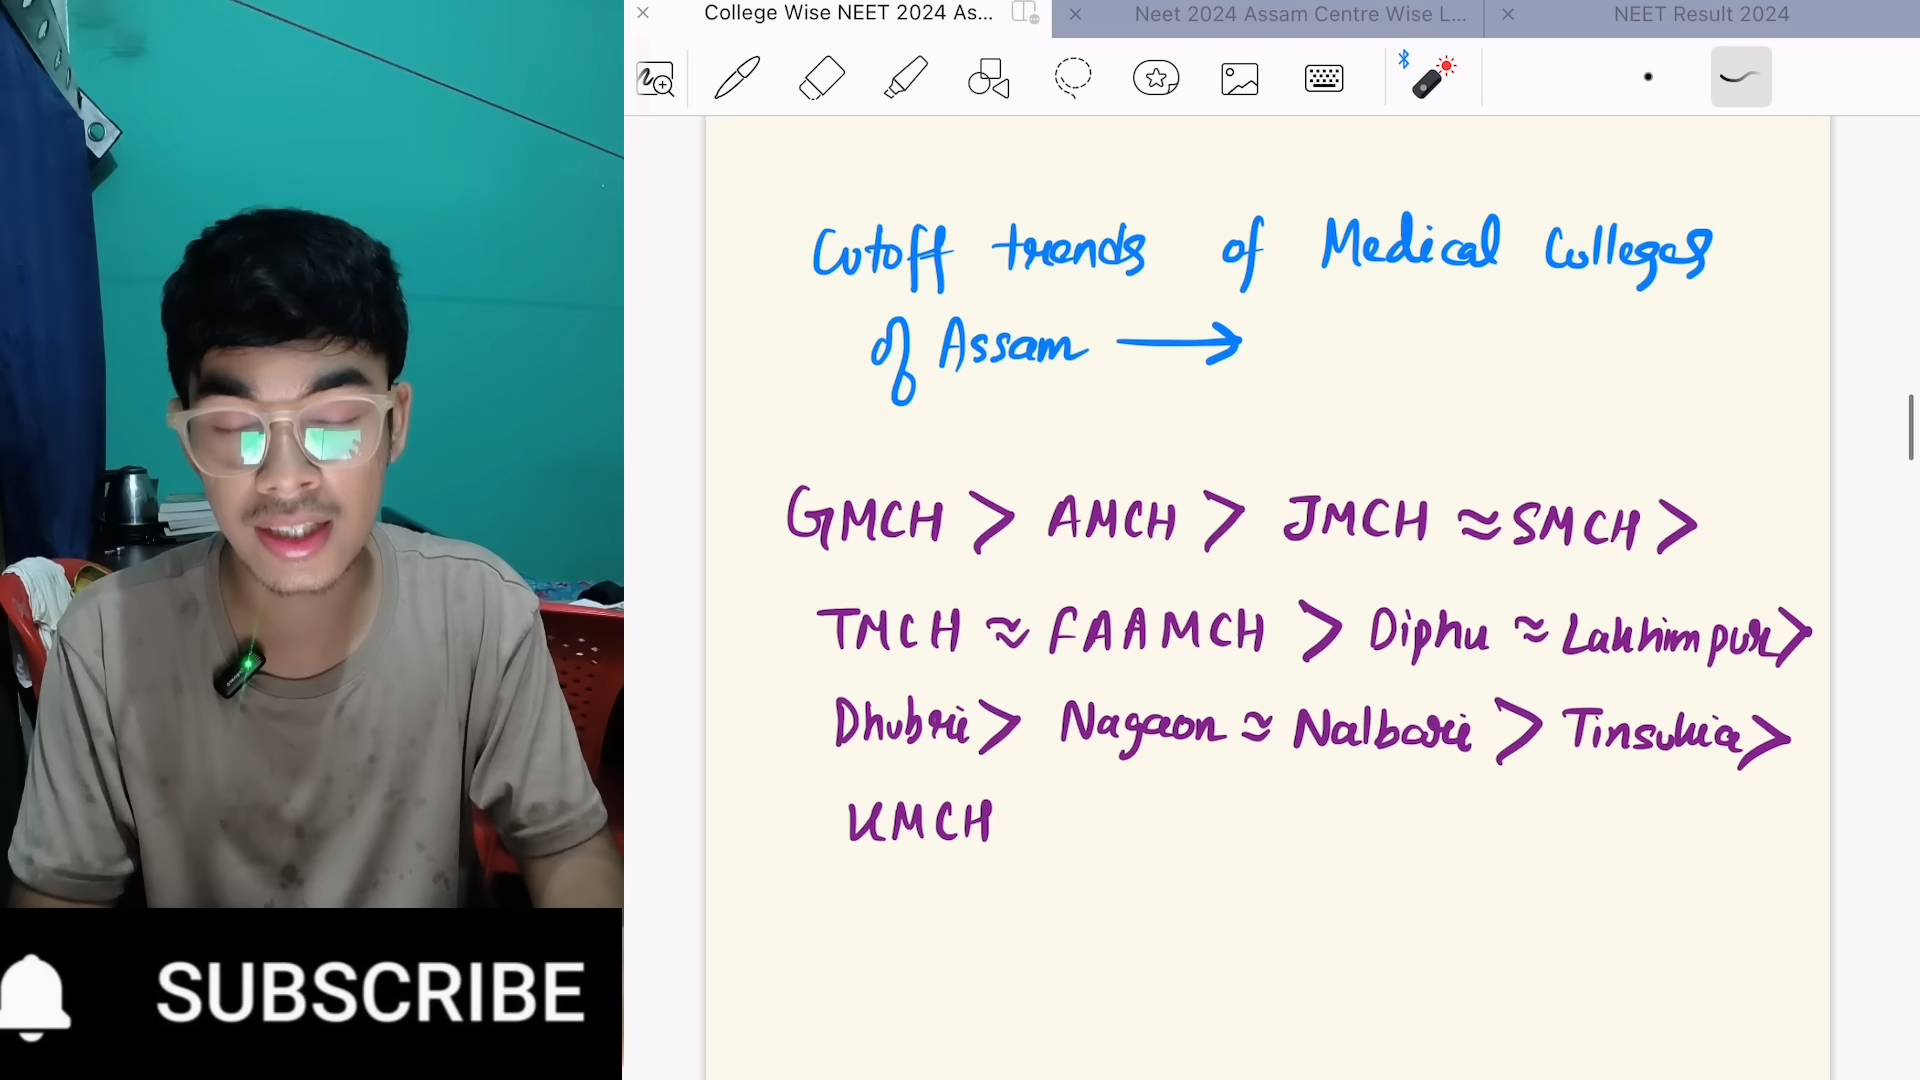 College Wise NEET 2024 As...
Neet 2024 Assam Centre Wise L...
NEET Result 2024
Cutoff trends of Medical Colleges
of Assam →
GMCH > AMCH > JMCH ≈ SMCH >
TMCH ≈ FAAMCH > Diphu ≈ Lakhimpur >
Dhubri > Nagaon ≈ Nalbari > Tinsukia >
KMCH
SUBSCRIBE